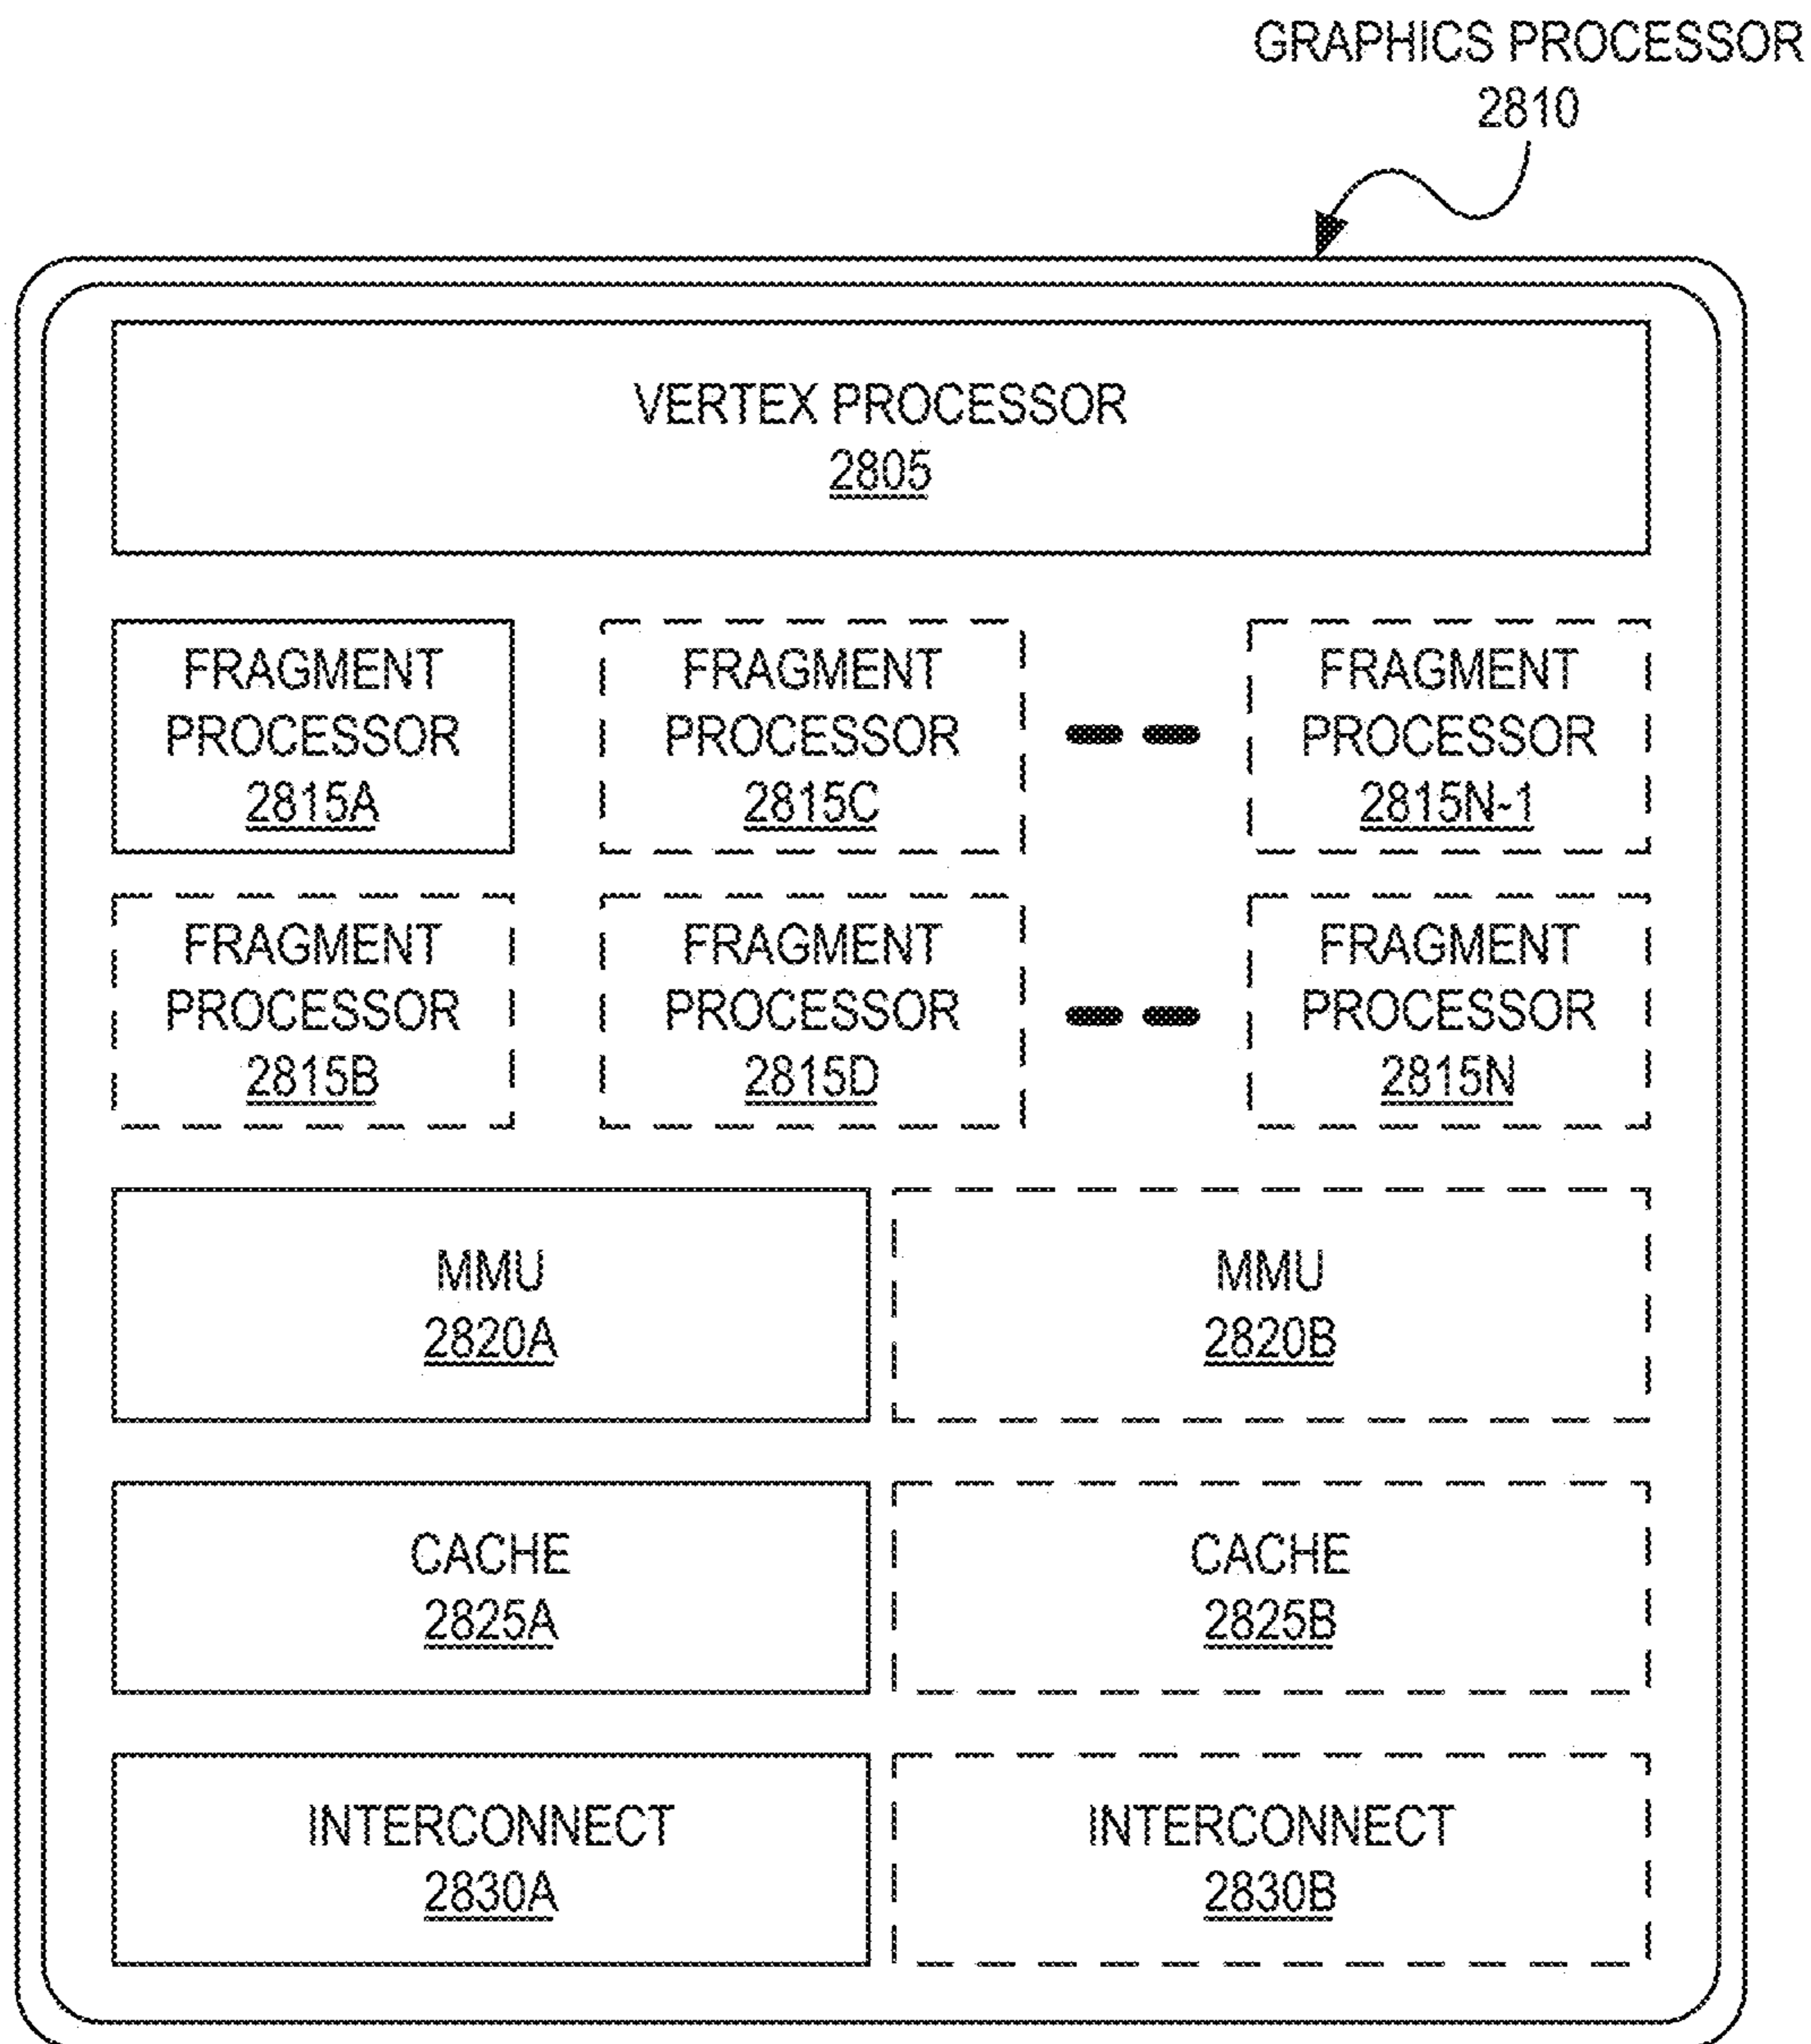 GRAPHICS PROCESSOR
2810
VERTEX PROCESSOR
2805
FRAGMENT
PROCESSOR
2815A
FRAGMENT
PROCESSOR
2815C
FRAGMENT
PROCESSOR
2815N-1
FRAGMENT
PROCESSOR
2815B
FRAGMENT
PROCESSOR
2815D
FRAGMENT
PROCESSOR
2815N
MMU
2820A
MMU
2820B
CACHE
2825A
CACHE
2825B
INTERCONNECT
2830A
INTERCONNECT
2830B